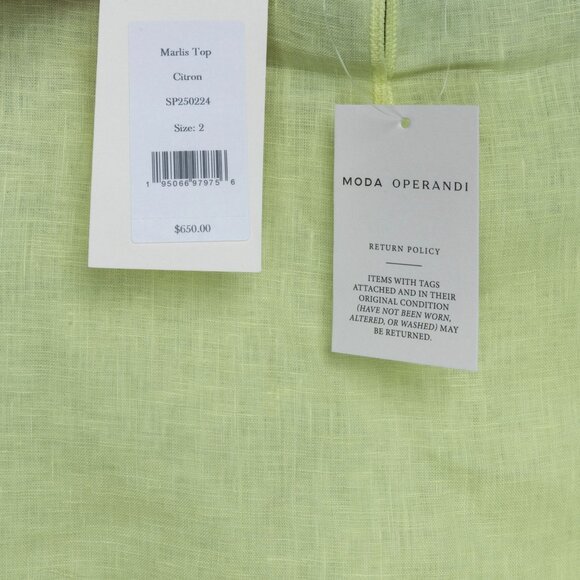 Marlis Top
Citron
SP250224
Size: 2
1 95066 97975 6
$650.00
MODA OPERANDI
RETURN POLICY
ITEMS WITH TAGS
ATTACHED AND IN THEIR
ORIGINAL CONDITION
(HAVE NOT BEEN WORN,
ALTERED, OR WASHED) MAY
BE RETURNED.